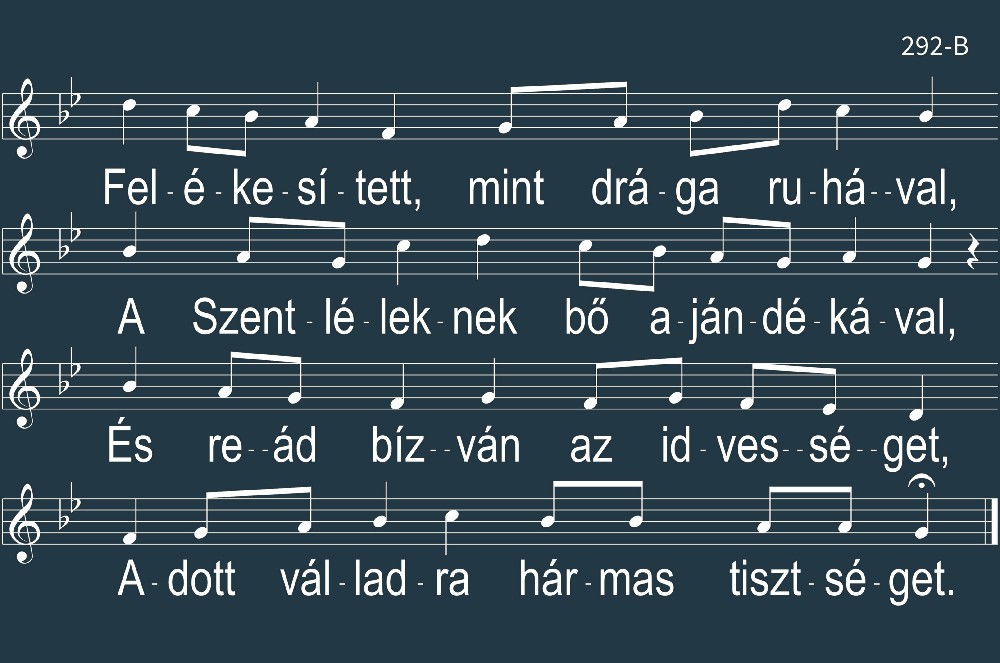 292-B
Fel - é - ke - sí - tett, mint drá - ga ru - há - - val,
A Szent - lé - lek - nek bő a - ján - dé - ká - val,
És re - - ád bíz - - ván az id - ves - - sé - - get,
A - dott vál - lad - ra hár - mas tiszt - sé - get.